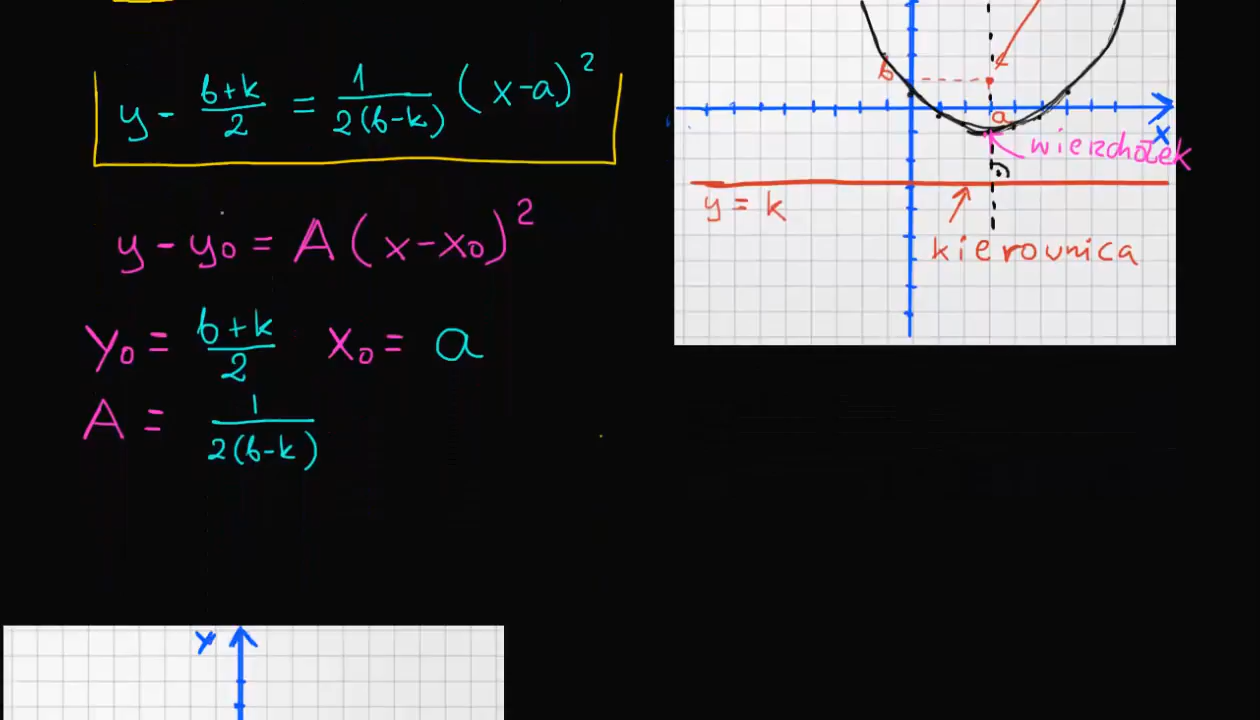 y - b+k/2 = 1/2(b-k) (x-a)²
y - y₀ = A(x-x₀)²
y₀ = b+k/2 x₀ = a
A = 1/2(b-k)
b
a
x
wierzchołek
y = k
kierownica
y